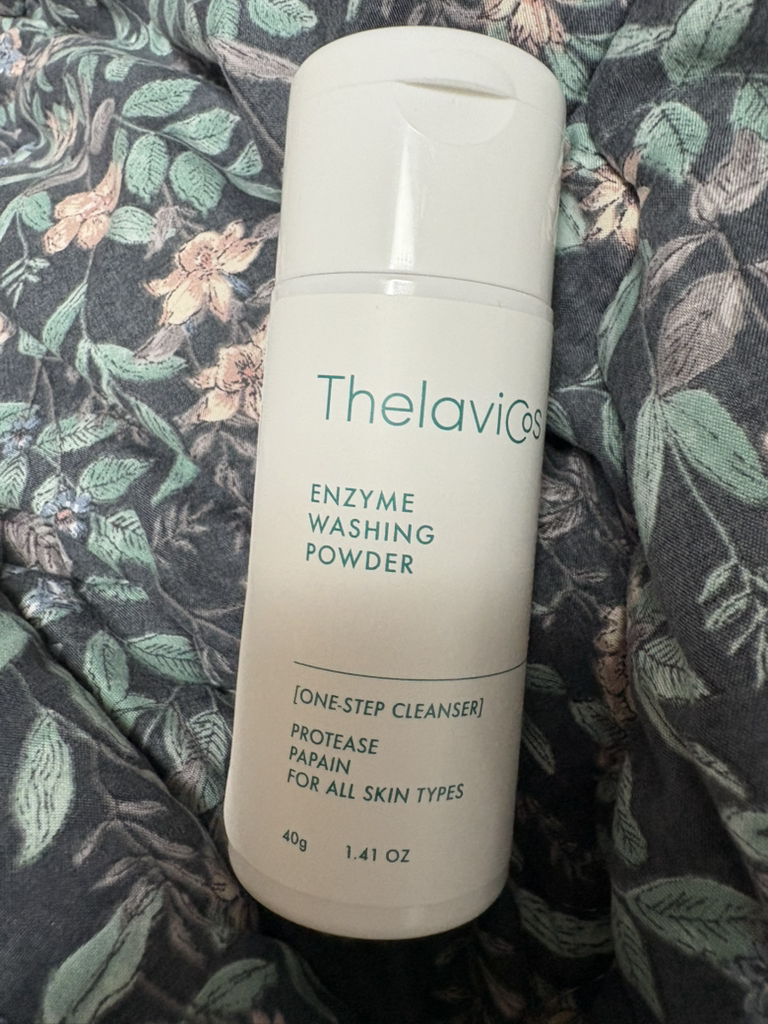 ThelaviCos
ENZYME
WASHING
POWDER
[ONE-STEP CLEANSER]
PROTEASE
PAPAIN
FOR ALL SKIN TYPES
40g 1.41 OZ